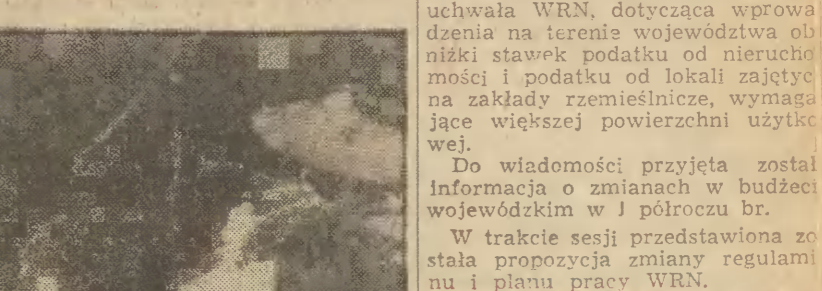 uchwała WRN, dotycząca wprowa
dzenia na terenie województwa ob
niżki stawek podatku od nierucho
mości i podatku od lokali zajętyc
na zakłady rzemieślnicze, wymaga
jące większej powierzchni użytko
wej.
Do wiadomości przyjęta został
informacja o zmianach w budżeci
wojewódzkim w I półroczu br.
W trakcie sesji przedstawiona zo
stała propozycja zmiany regulami
nu i planu pracy WRN.